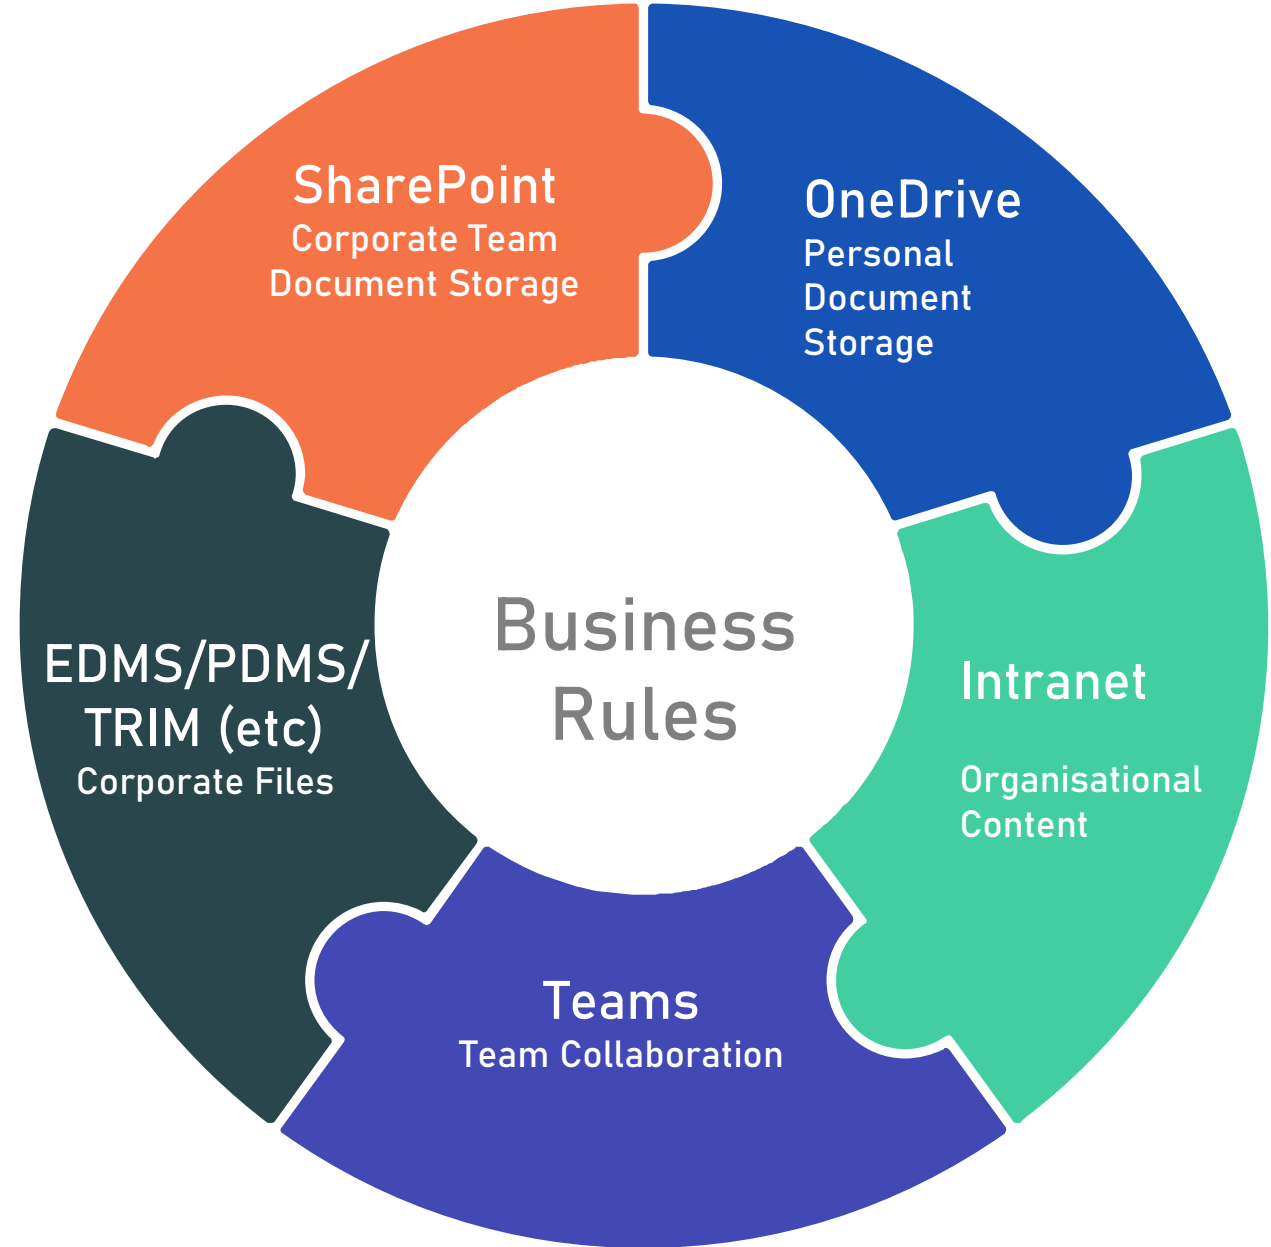 SharePoint
Corporate Team
Document Storage
OneDrive
Personal
Document
Storage
EDMS/PDMS/
TRIM (etc)
Corporate Files
Business
Rules
Intranet
Organisational
Content
Teams
Team Collaboration